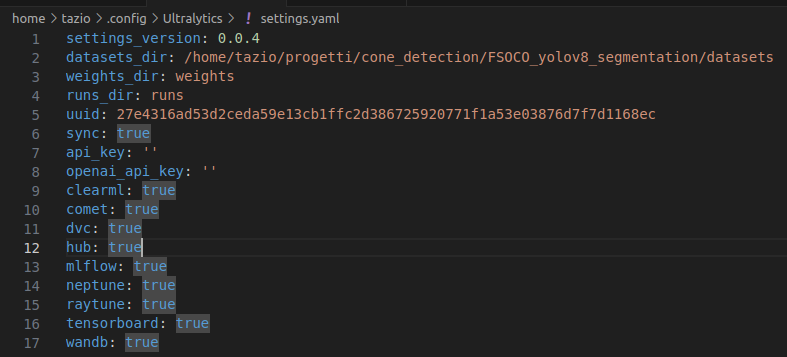 home > tazio > .config > Ultralytics > ! settings.yaml
1 settings_version: 0.0.4
2 datasets_dir: /home/tazio/progetti/cone_detection/FSOCO_yolov8_segmentation/datasets
3 weights_dir: weights
4 runs_dir: runs
5 uuid: 27e4316ad53d2ceda59e13cb1ffc2d386725920771f1a53e03876d7f7d1168ec
6 sync: true
7 api_key: ''
8 openai_api_key: ''
9 clearml: true
10 comet: true
11 dvc: true
12 hub: true
13 mlflow: true
14 neptune: true
15 raytune: true
16 tensorboard: true
17 wandb: true